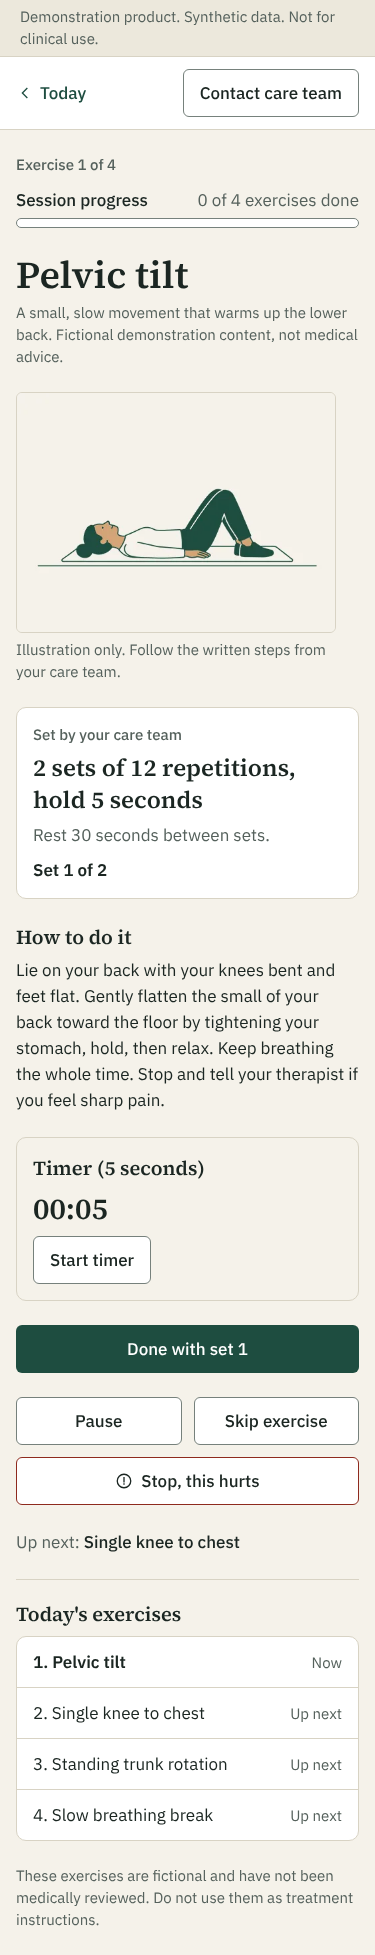 Demonstration product. Synthetic data. Not for
clinical use.
Today
Contact care team
Exercise 1 of 4
Session progress
0 of 4 exercises done
Pelvic tilt
A small, slow movement that warms up the lower
back. Fictional demonstration content, not medical
advice.
Illustration only. Follow the written steps from
your care team.
Set by your care team
2 sets of 12 repetitions,
hold 5 seconds
Rest 30 seconds between sets.
Set 1 of 2
How to do it
Lie on your back with your knees bent and
feet flat. Gently flatten the small of your
back toward the floor by tightening your
stomach, hold, then relax. Keep breathing
the whole time. Stop and tell your therapist if
you feel sharp pain.
Timer (5 seconds)
00:05
Start timer
Done with set 1
Pause
Skip exercise
Stop, this hurts
Up next: Single knee to chest
Today's exercises
1. Pelvic tilt
Now
2. Single knee to chest
Up next
3. Standing trunk rotation
Up next
4. Slow breathing break
Up next
These exercises are fictional and have not been
medically reviewed. Do not use them as treatment
instructions.